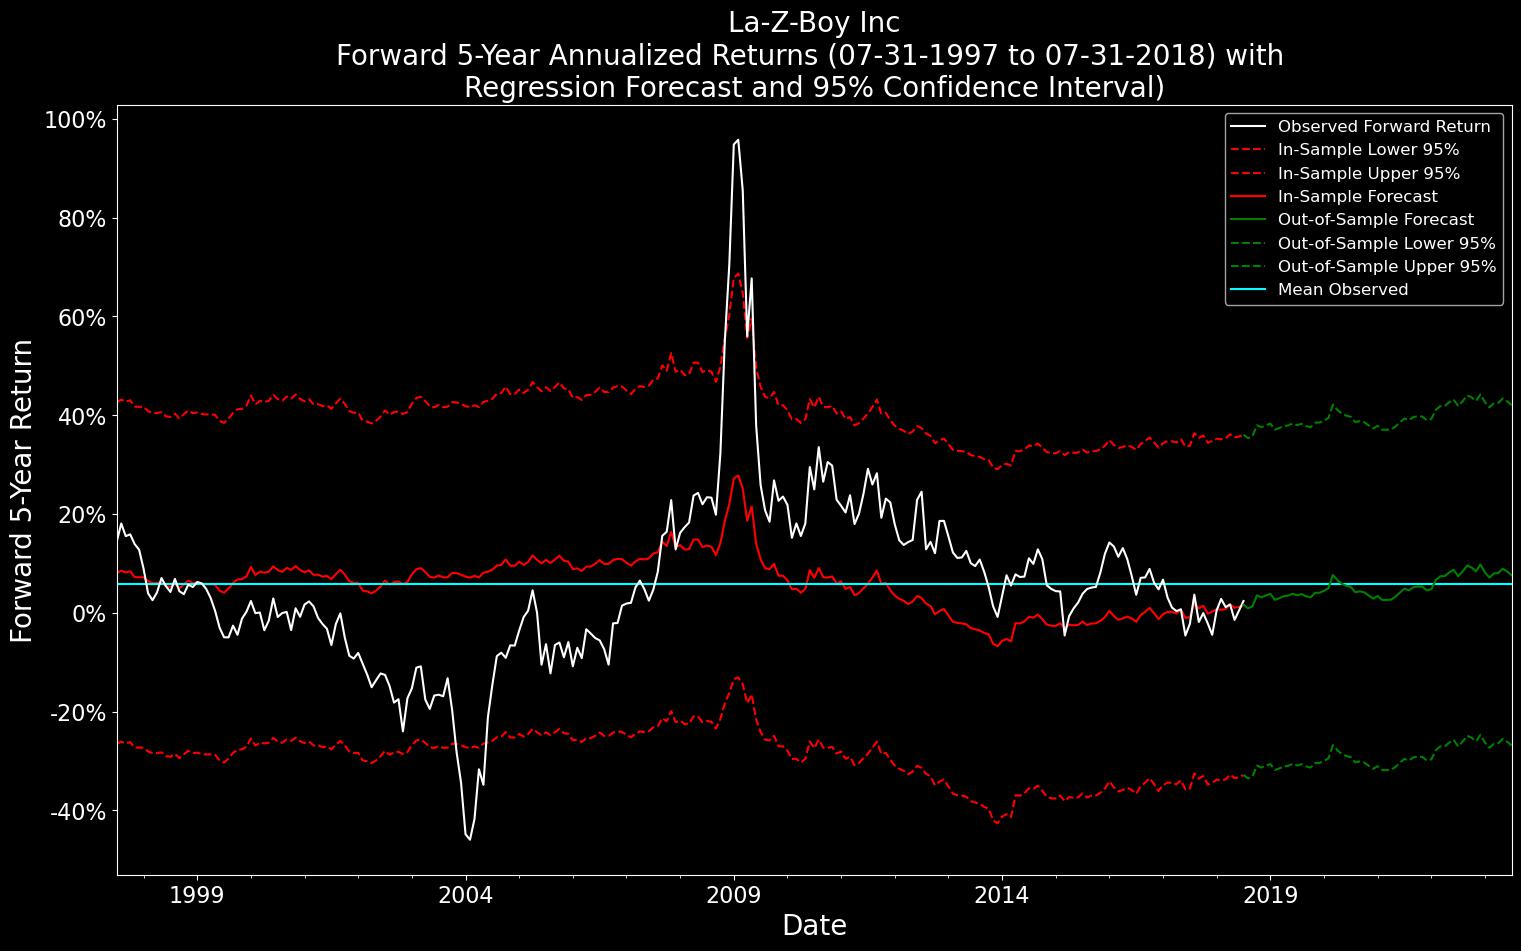 La-Z-Boy Inc
Forward 5-Year Annualized Returns (07-31-1997 to 07-31-2018) with
Regression Forecast and 95% Confidence Interval)
100%
80%
60%
40%
20%
0%
-20%
-40%
Forward 5-Year Return
Observed Forward Return
In-Sample Lower 95%
In-Sample Upper 95%
In-Sample Forecast
Out-of-Sample Forecast
Out-of-Sample Lower 95%
Out-of-Sample Upper 95%
Mean Observed
1999 2004 2009 2014 2019
Date